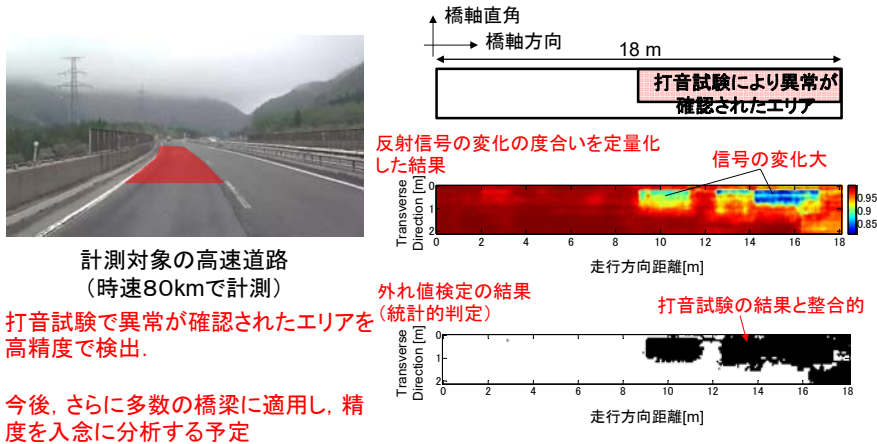 橋軸直角
橋軸方向
18 m
打音試験により異常が
確認されたエリア
反射信号の変化の度合いを定量化
した結果
信号の変化大
Transverse
Direction [m]
0
1
2
0 2 4 6 8 10 12 14 16 18
0.95
0.9
0.85
走行方向距離[m]
計測対象の高速道路
（時速80kmで計測）
打音試験で異常が確認されたエリアを
高精度で検出．
今後，さらに多数の橋梁に適用し，精
度を入念に分析する予定
外れ値検定の結果
（統計的判定）
打音試験の結果と整合的
Transverse
Direction [m]
0
1
2
0 2 4 6 8 10 12 14 16 18
走行方向距離[m]